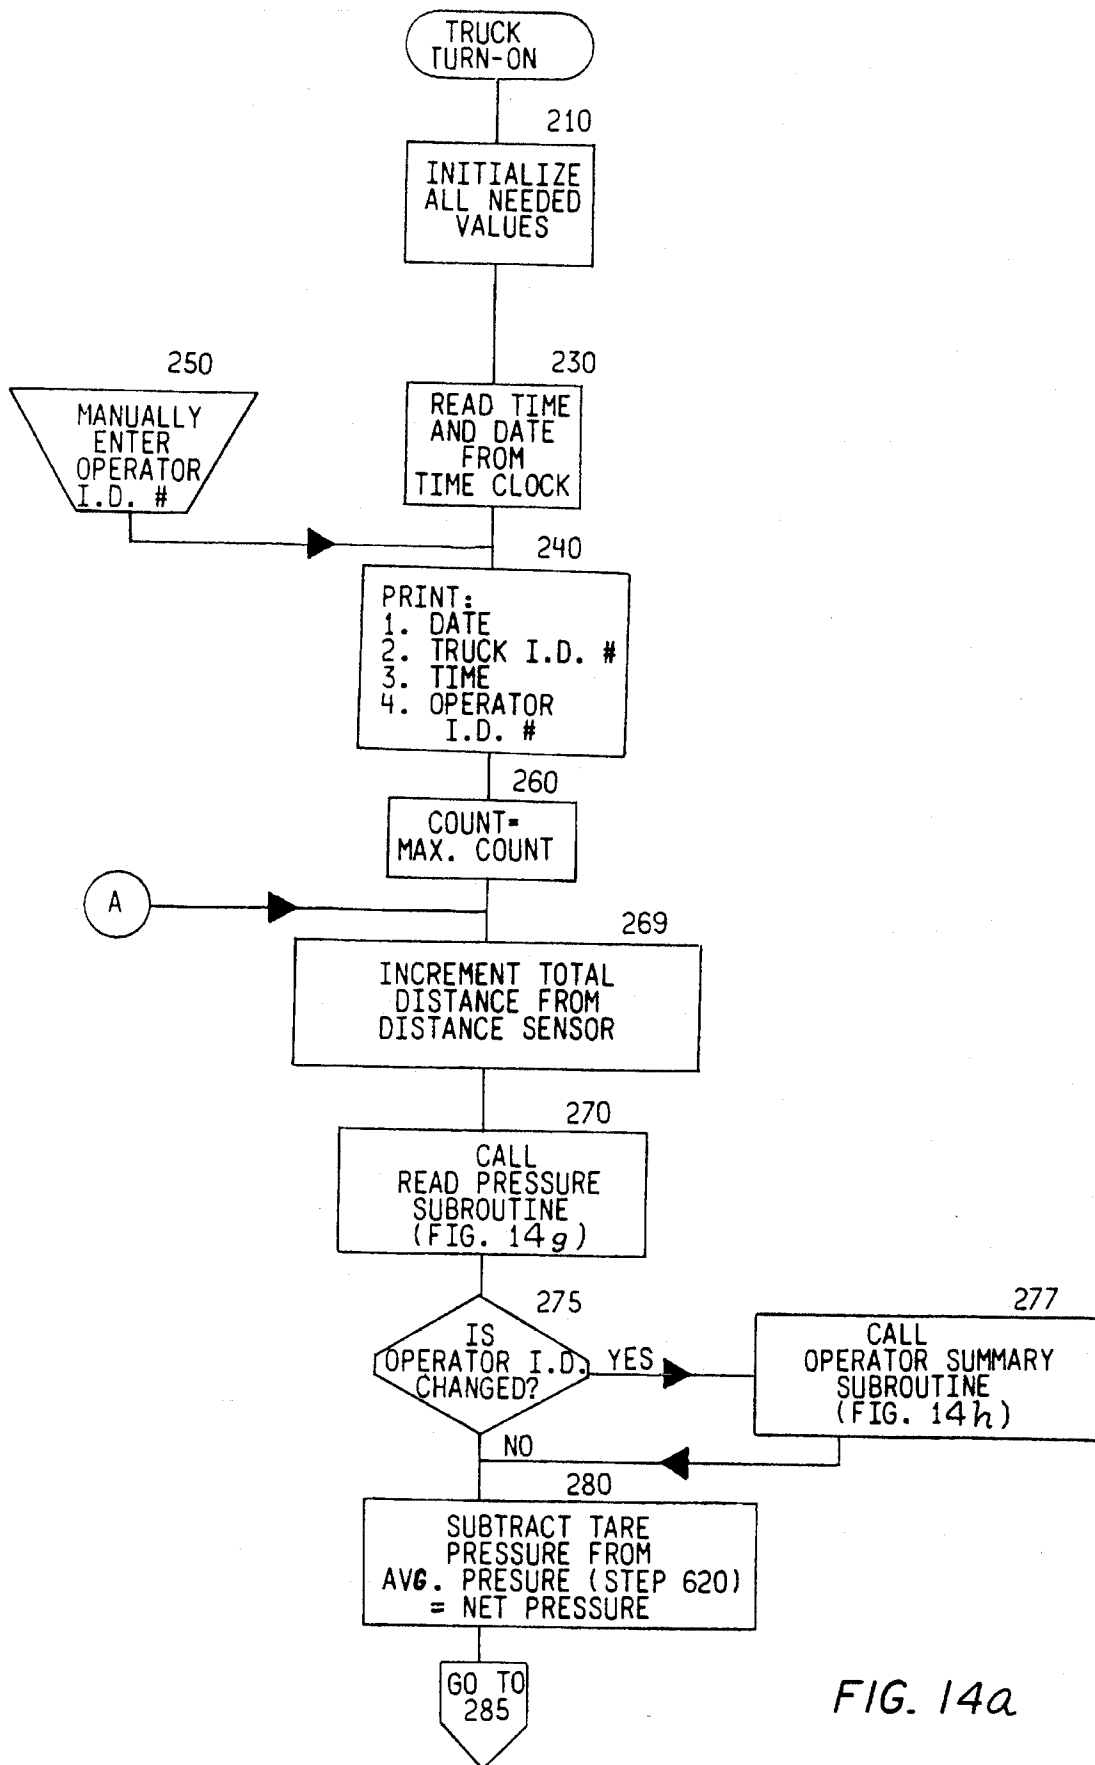 TRUCK
TURN-ON
210
INITIALIZE
ALL NEEDED
VALUES
250
MANUALLY
ENTER
OPERATOR
I.D. #
230
READ TIME
AND DATE
FROM
TIME CLOCK
240
PRINT:
1. DATE
2. TRUCK I.D. #
3. TIME
4. OPERATOR
I.D. #
260
COUNT=
MAX. COUNT
A
269
INCREMENT TOTAL
DISTANCE FROM
DISTANCE SENSOR
270
CALL
READ PRESSURE
SUBROUTINE
(FIG. 14g)
275
IS
OPERATOR I.D.
CHANGED?
YES
277
CALL
OPERATOR SUMMARY
SUBROUTINE
(FIG. 14h)
NO
280
SUBTRACT TARE
PRESSURE FROM
AVG. PRESURE (STEP 620)
= NET PRESSURE
GO TO
285
FIG. 14a